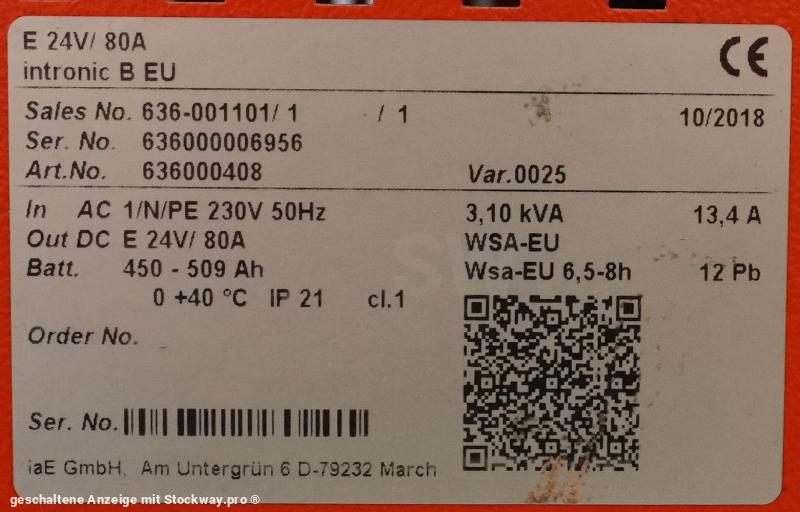 E 24V/ 80A
intronic B EU
CE
Sales No. 636-001101/ 1 / 1 10/2018
Ser. No. 636000006956
Art.No. 636000408 Var.0025
In AC 1/N/PE 230V 50Hz 3,10 kVA 13,4 A
Out DC E 24V/ 80A WSA-EU
Batt. 450 - 509 Ah Wsa-EU 6,5-8h 12 Pb
0 +40 °C IP 21 cl.1
Order No.
Ser. No.
iaE GmbH, Am Untergrün 6 D-79232 March
geschaltene Anzeige mit Stockway.pro ®